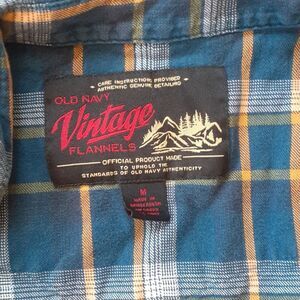 CARE INSTRUCTIONS PROVIDED
AUTHENTIC GENUINE DETAILING
OLD NAVY
Vintage
FLANNELS
OFFICIAL PRODUCT MADE
TO UPHOLD THE
STANDARDS OF OLD NAVY AUTHENTICITY
M
MADE IN